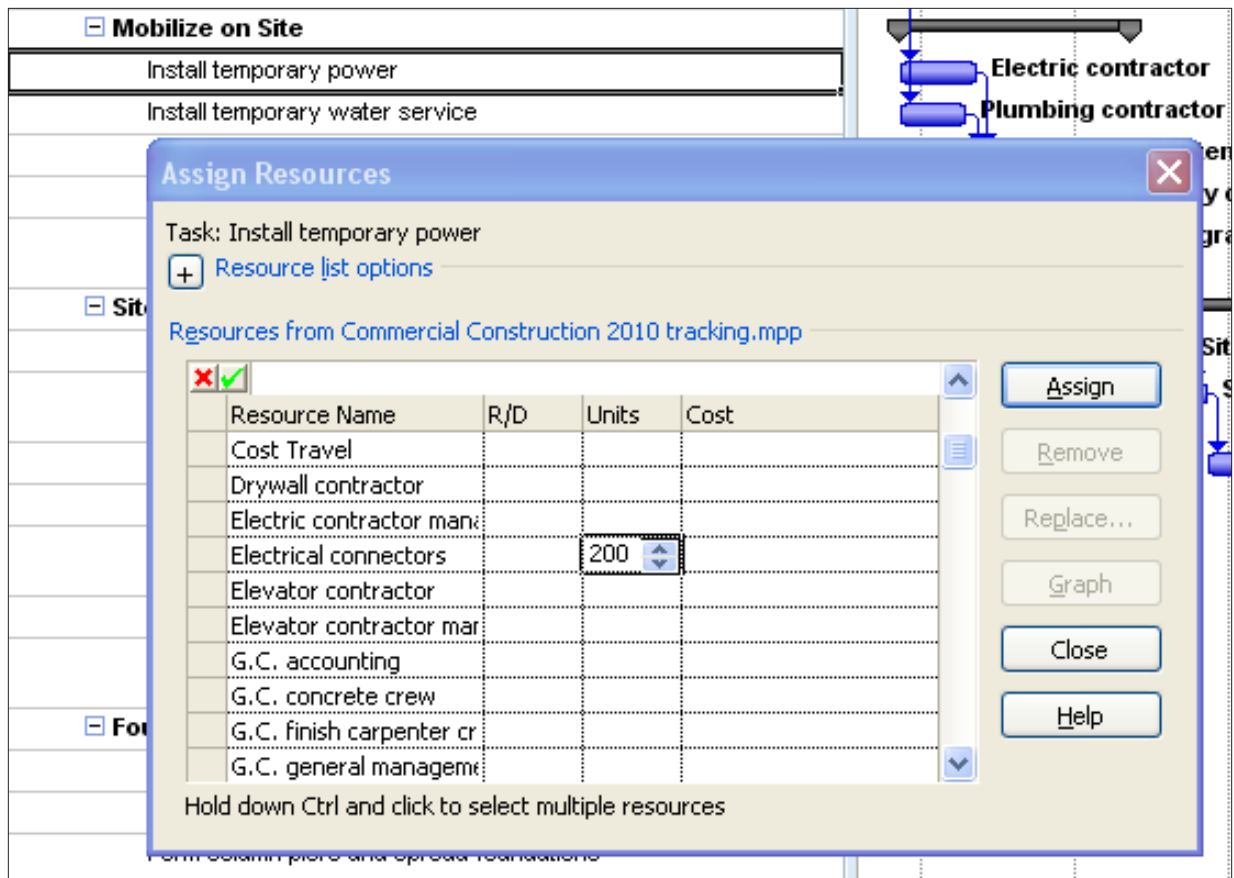 Mobilize on Site
Install temporary power
Electric contractor
Install temporary water service
Plumbing contractor
Assign Resources
Task: Install temporary power
Resource list options
Resources from Commercial Construction 2010 tracking.mpp
Resource Name R/D Units Cost
Assign
Cost Travel
Remove
Drywall contractor
Electric contractor mana
Replace...
Electrical connectors 200
Elevator contractor
Graph
Elevator contractor mar
G.C. accounting
Close
G.C. concrete crew
G.C. finish carpenter cr
Help
G.C. general manageme
Hold down Ctrl and click to select multiple resources